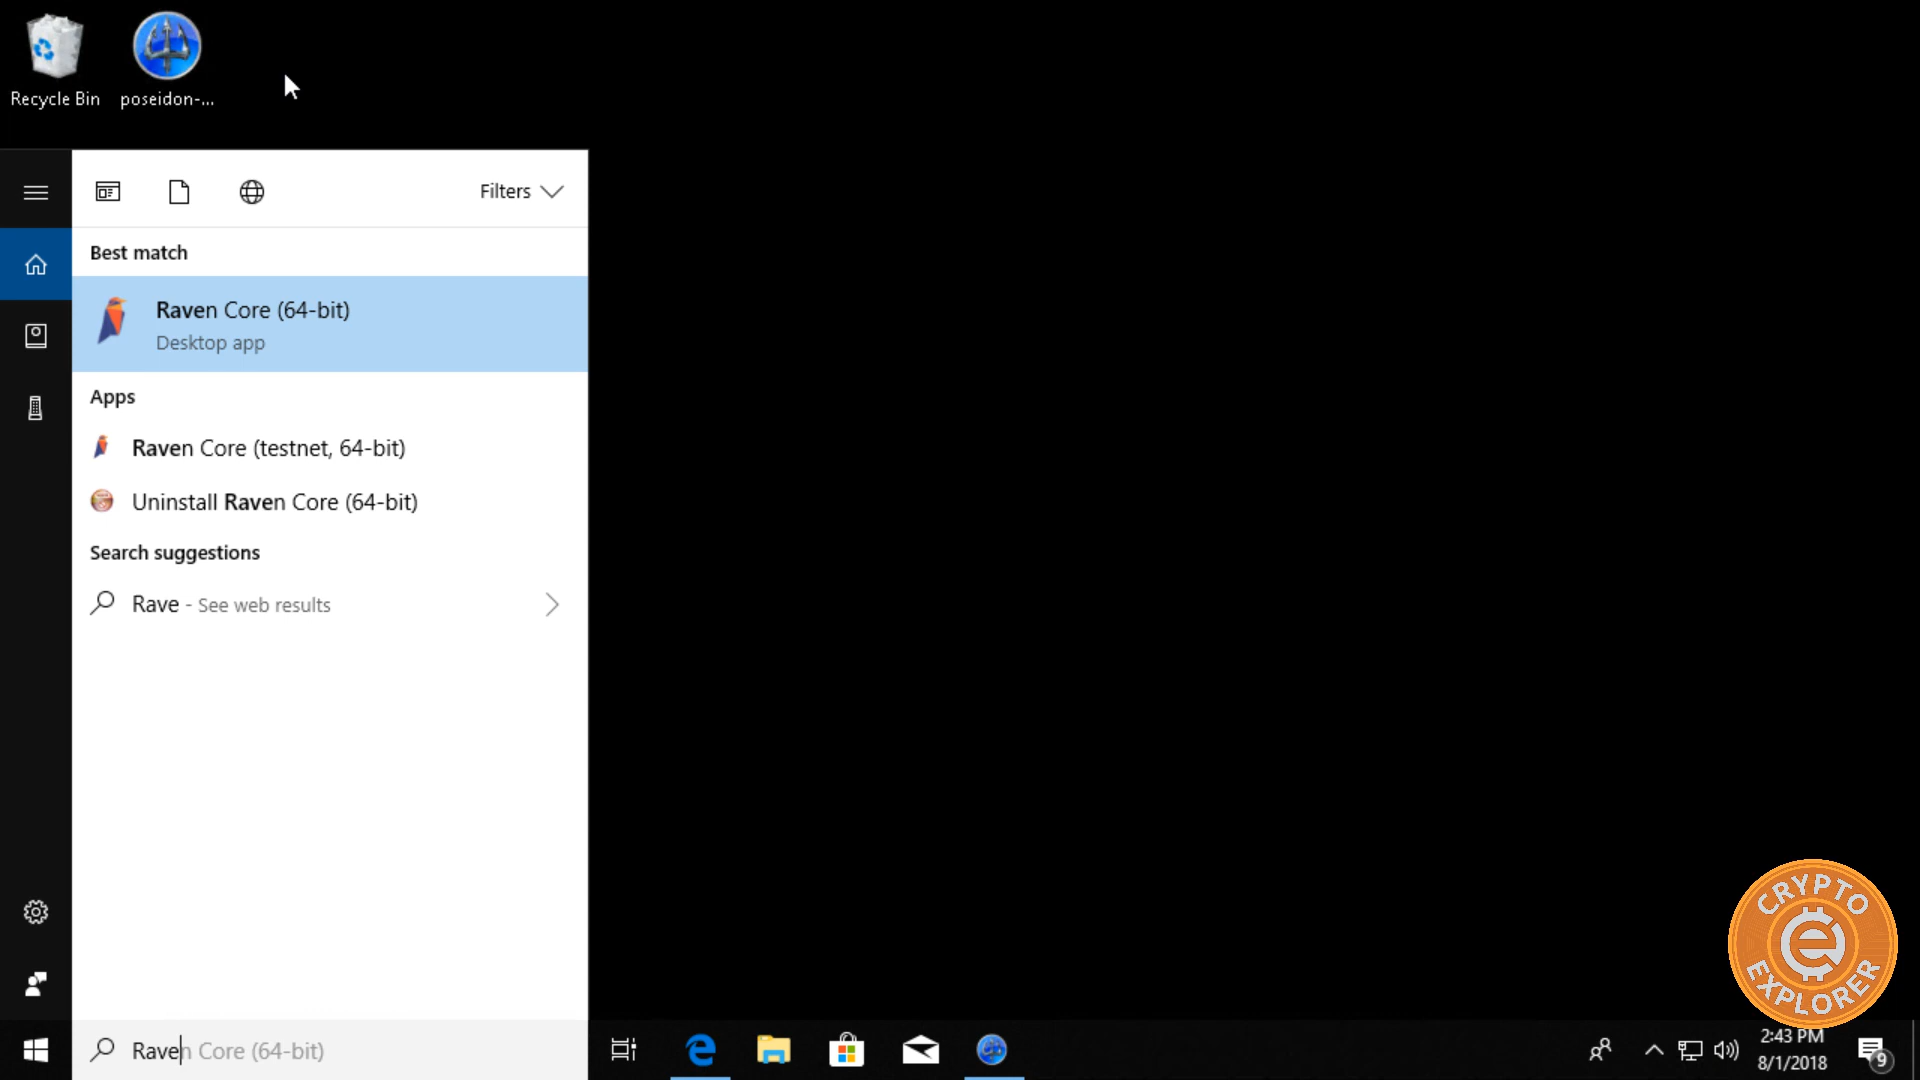 Recycle Bin
poseidon-...
Filters
Best match
Raven Core (64-bit)
Desktop app
Apps
Raven Core (testnet, 64-bit)
Uninstall Raven Core (64-bit)
Search suggestions
Rave - See web results
Raven Core (64-bit)
CRYPTO
EXPLORER
2:43 PM
8/1/2018
9